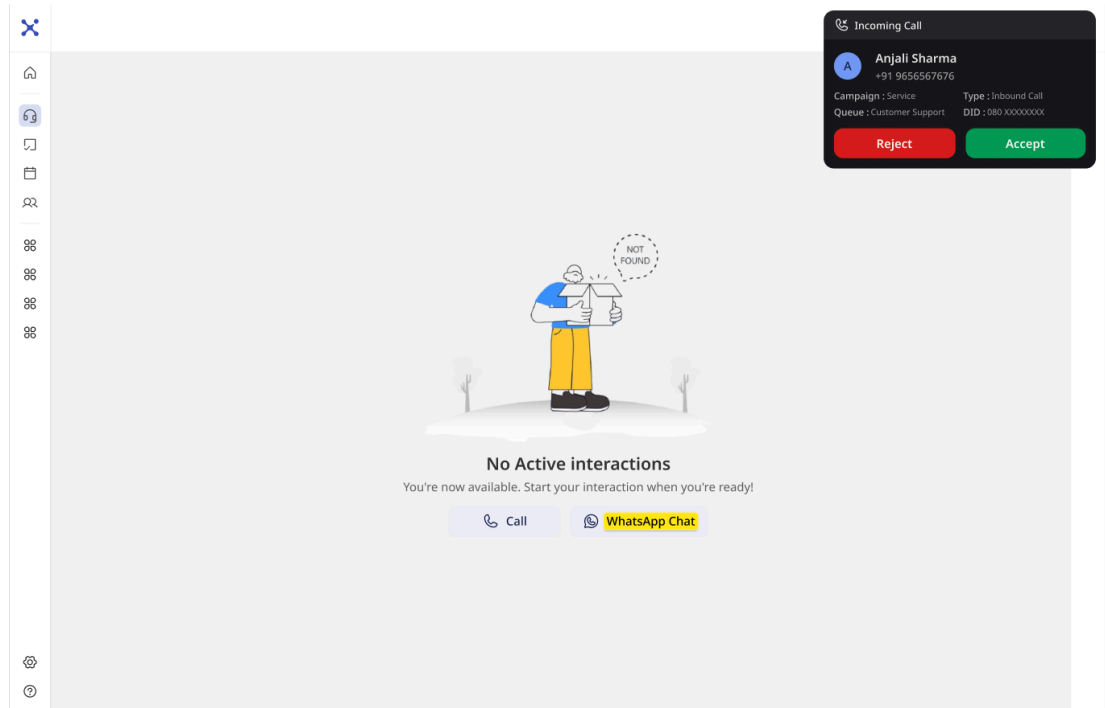 Incoming Call
A
Anjali Sharma
+91 9656567676
Campaign : Service
Type : Inbound Call
Queue : Customer Support
DID : 080 XXXXXXXX
Reject
Accept
NOT
FOUND
No Active interactions
You're now available. Start your interaction when you're ready!
Call
WhatsApp Chat